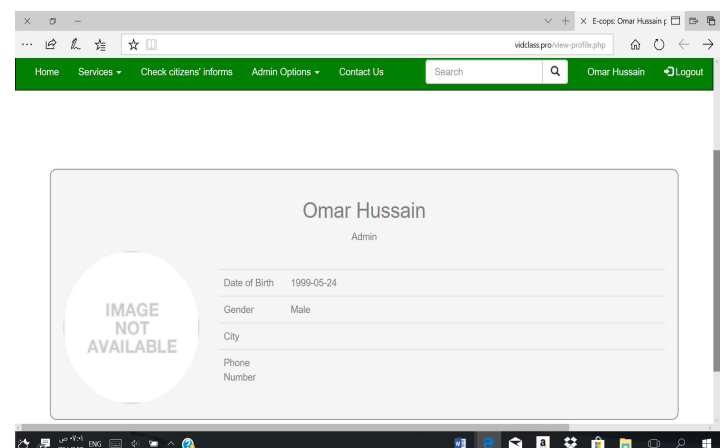 E-cops: Omar Hussain p
vidclass.pro/view-profile.php
Home Services Check citizens' informs Admin Options Contact Us Search Omar Hussain Logout
Omar Hussain
Admin
IMAGE
NOT
AVAILABLE
Date of Birth 1999-05-24
Gender Male
City
Phone
Number
ENG